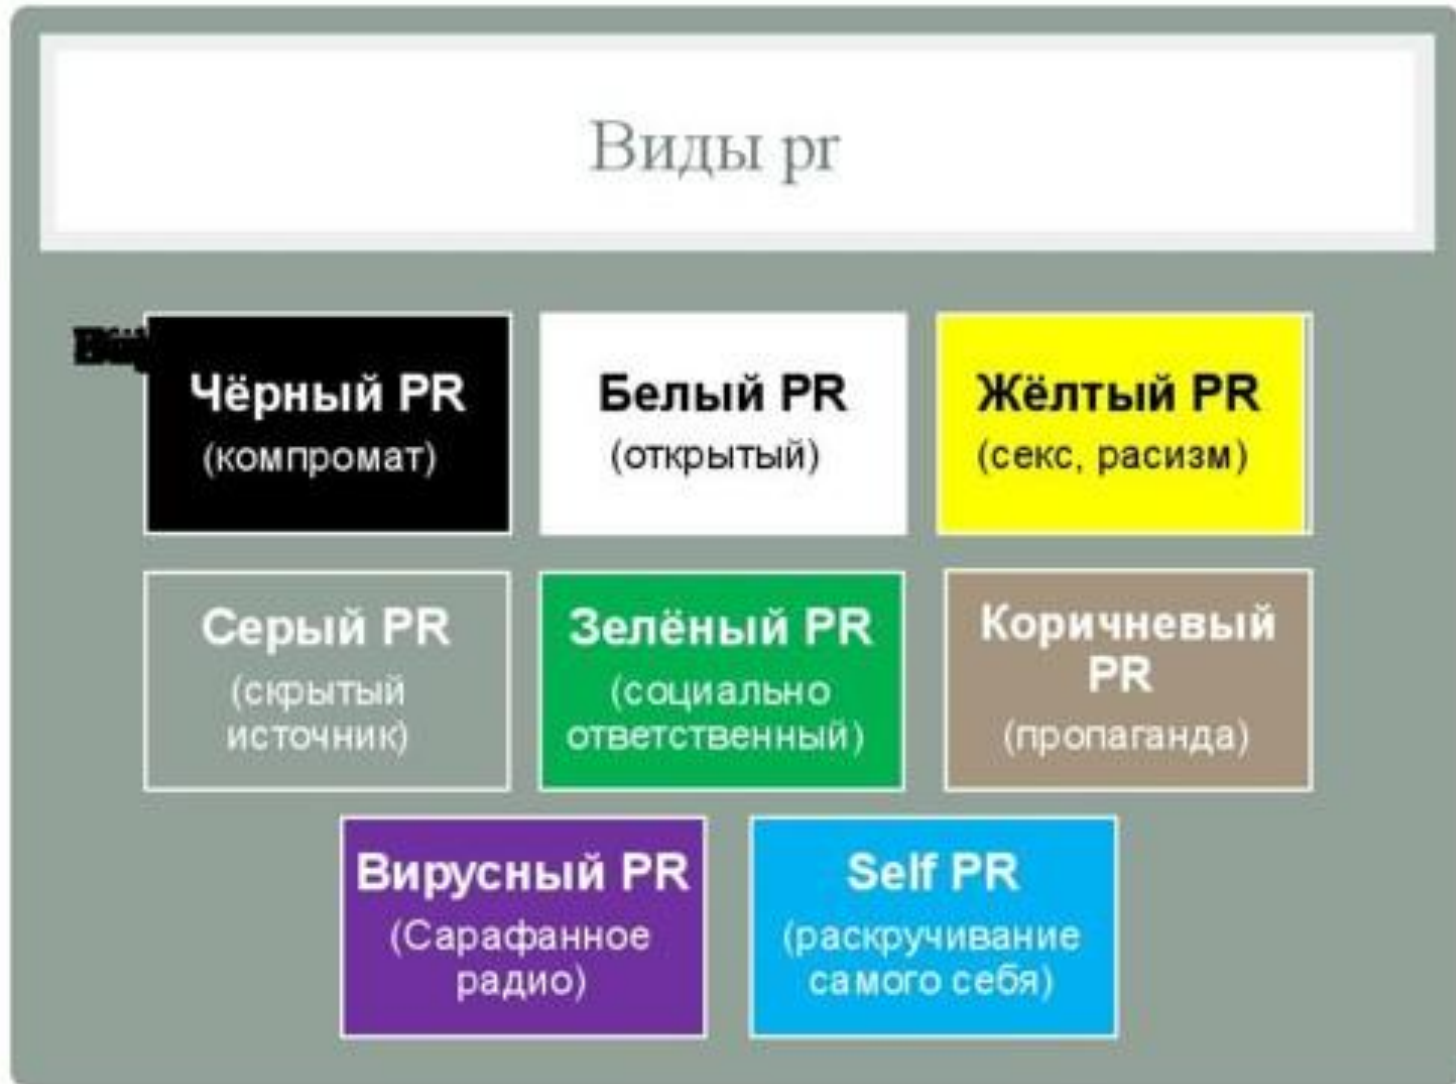 Виды pr
Чёрный PR
(компромат)
Белый PR
(открытый)
Жёлтый PR
(секс, расизм)
Серый PR
(скрытый
источник)
Зелёный PR
(социально
ответственный)
Коричневый
PR
(пропаганда)
Вирусный PR
(Сарафанное
радио)
Self PR
(раскручивание
самого себя)